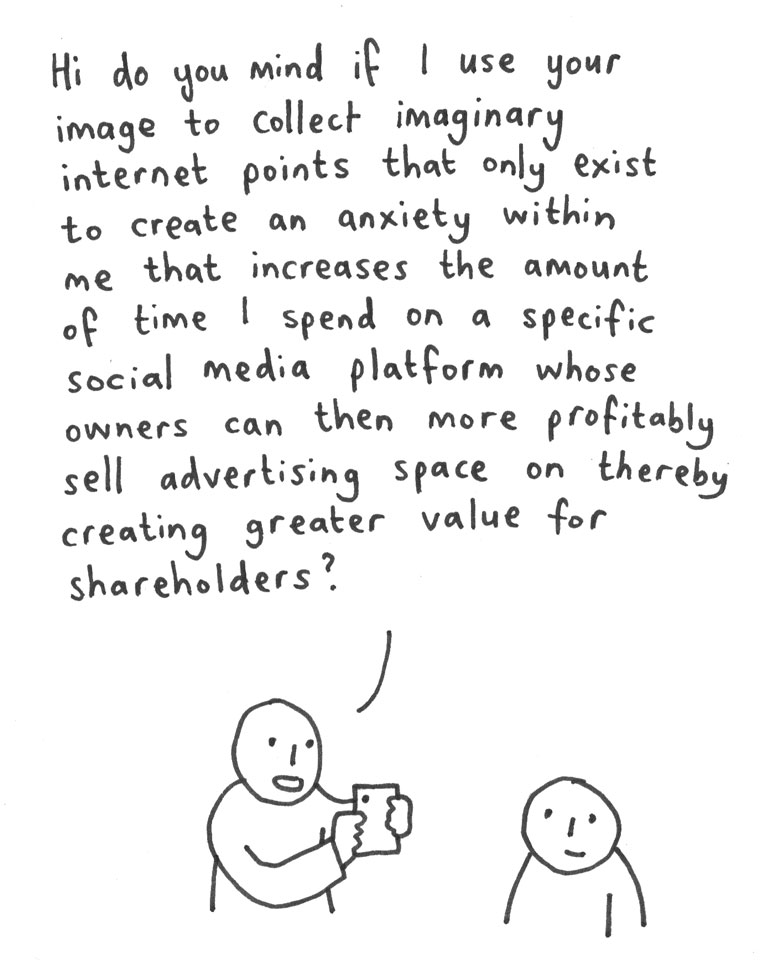 Hi do you mind if I use your
image to collect imaginary
internet points that only exist
to create an anxiety within
me that increases the amount
of time I spend on a specific
social media platform whose
owners can then more profitably
sell advertising space on thereby
creating greater value for
shareholders?